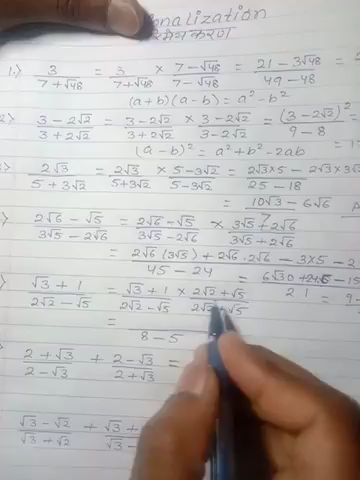 onalization
करण
1.) 3/(7+√48) = 3/(7+√48) × (7-√48)/(7-√48) = (21-3√48)/(49-48)
(a+b)(a-b) = a²-b²
2) (3-2√2)/(3+2√2) = (3-2√2)/(3+2√2) × (3-2√2)/(3-2√2) = (3-2√2)²/(9-8) =
(a-b)² = a²+b²-2ab
2√3/(5+3√2) = 2√3/(5+3√2) × (5-3√2)/(5-3√2) = (2√3×5 - 2√3×3√2)/(25-18)
= (10√3-6√6)/7
(2√6-√5)/(3√5-2√6) = (2√6-√5)/(3√5-2√6) × (3√5+2√6)/(3√5+2√6)
= (2√6(3√5)+2√6.2√6-3×5-2)/(45-24) = (6√30+24-15)/21
(√3+1)/(2√2-√5) = (√3+1)/(2√2-√5) × (2√2+√5)/(2√2+√5)
= /(8-5)
(2+√3)/(2-√3) + (2-√3)/(2+√3) =
(√3-√2)/(√3+√2) + (√3+)/(√3-)